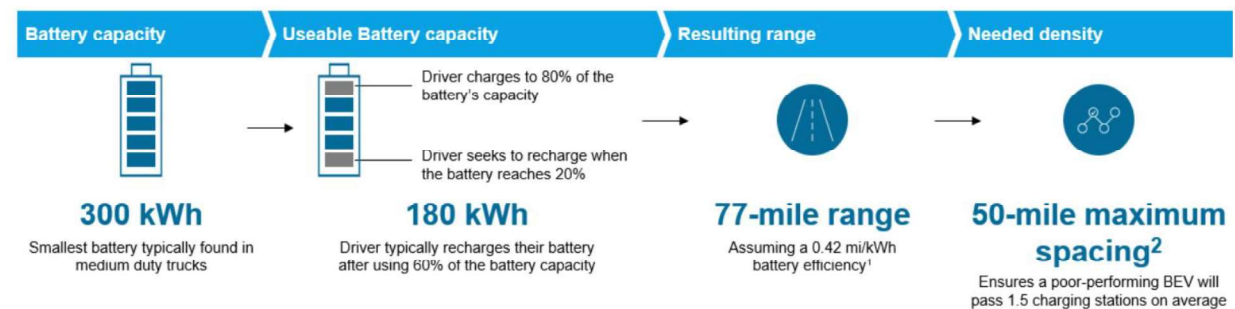 Battery capacity
Useable Battery capacity
Resulting range
Needed density
Driver charges to 80% of the
battery's capacity
Driver seeks to recharge when
the battery reaches 20%
300 kWh
Smallest battery typically found in
medium duty trucks
180 kWh
Driver typically recharges their battery
after using 60% of the battery capacity
77-mile range
Assuming a 0.42 mi/kWh
battery efficiency¹
50-mile maximum
spacing²
Ensures a poor-performing BEV will
pass 1.5 charging stations on average